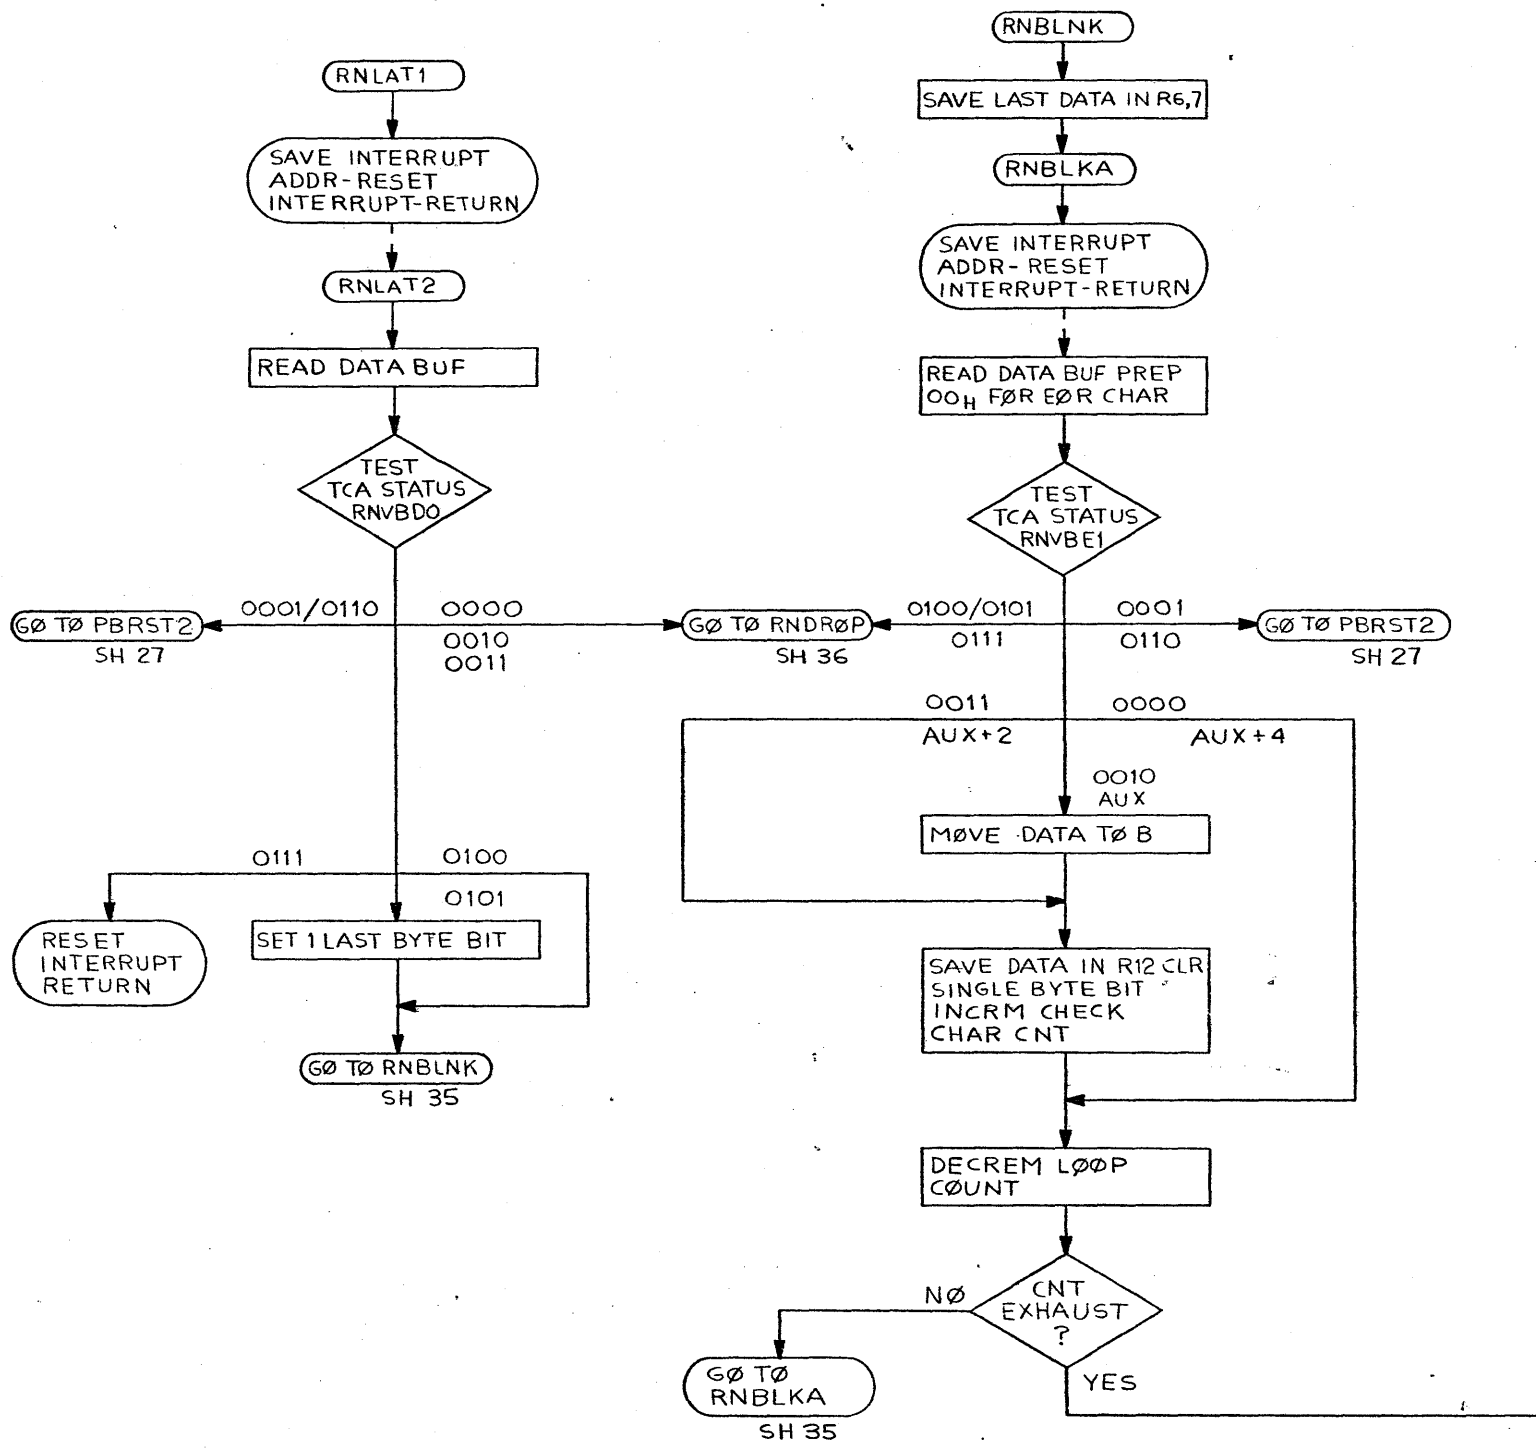 RNLAT1
SAVE INTERRUPT
ADDR-RESET
INTERRUPT-RETURN
RNLAT2
READ DATA BUF
TEST
TCA STATUS
RNVBD0
0001/0110
0000
GØ TØ PBRST2
SH 27
0010
0011
0111
0100
0101
RESET
INTERRUPT
RETURN
SET 1 LAST BYTE BIT
GØ TØ RNBLNK
SH 35
RNBLNK
SAVE LAST DATA IN R6,7
RNBLKA
SAVE INTERRUPT
ADDR-RESET
INTERRUPT-RETURN
READ DATA BUF PREP
00H FØR EØR CHAR
TEST
TCA STATUS
RNVBE1
0100/0101
0001
GØ TØ RNDRØP
GØ TØ PBRST2
0111
0110
SH 36
SH 27
0011
0000
AUX+2
AUX+4
0010
AUX
MØVE DATA TØ B
SAVE DATA IN R12 CLR
SINGLE BYTE BIT
INCRM CHECK
CHAR CNT
DECREM LØØP
CØUNT
CNT
EXHAUST
?
NØ
YES
GØ TØ
RNBLKA
SH 35